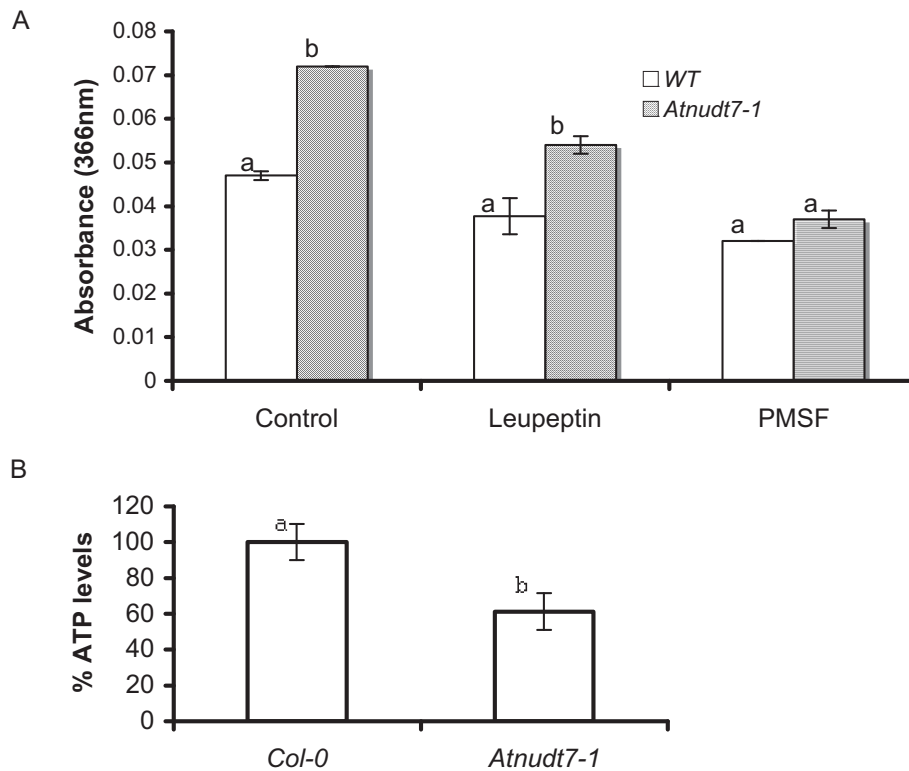 A
Absorbance (366nm)
0.08
0.07
0.06
0.05
0.04
0.03
0.02
0.01
0
a
b
a
b
a
a
WT
Atnudt7-1
Control
Leupeptin
PMSF
B
% ATP levels
120
100
80
60
40
20
0
a
b
Col-0
Atnudt7-1